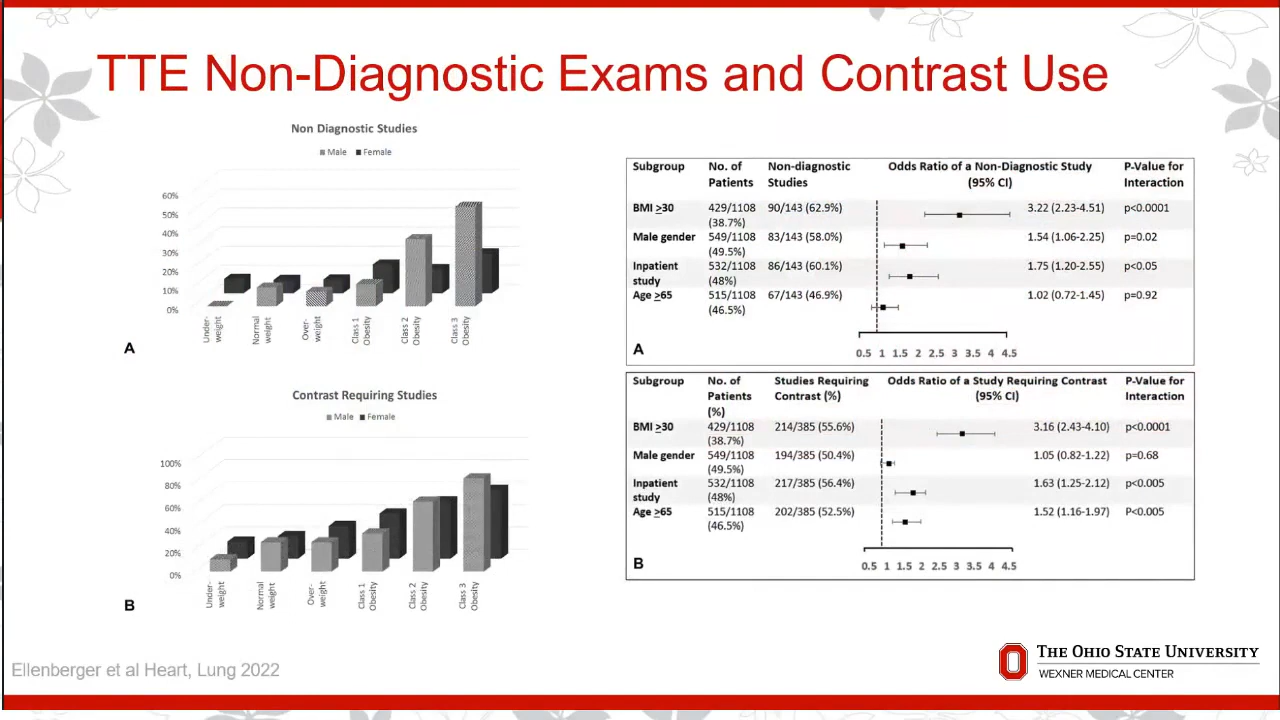 TTE Non-Diagnostic Exams and Contrast Use
Non Diagnostic Studies
Male Female
60%
50%
40%
30%
20%
10%
0%
Under-
weight
Normal
weight
Over-
weight
Class 1
Obesity
Class 2
Obesity
Class 3
Obesity
A
Contrast Requiring Studies
Male Female
100%
80%
60%
40%
20%
0%
Under-
weight
Normal
weight
Over-
weight
Class 1
Obesity
Class 2
Obesity
Class 3
Obesity
B
Subgroup No. of Patients Non-diagnostic Studies Odds Ratio of a Non-Diagnostic Study (95% CI) P-Value for Interaction
BMI ≥30 429/1108 (38.7%) 90/143 (62.9%) 3.22 (2.23-4.51) p<0.0001
Male gender 549/1108 (49.5%) 83/143 (58.0%) 1.54 (1.06-2.25) p=0.02
Inpatient study 532/1108 (48%) 86/143 (60.1%) 1.75 (1.20-2.55) p<0.05
Age ≥65 515/1108 (46.5%) 67/143 (46.9%) 1.02 (0.72-1.45) p=0.92
0.5 1 1.5 2 2.5 3 3.5 4 4.5
A
Subgroup No. of Patients (%) Studies Requiring Contrast (%) Odds Ratio of a Study Requiring Contrast (95% CI) P-Value for Interaction
BMI ≥30 429/1108 (38.7%) 214/385 (55.6%) 3.16 (2.43-4.10) p<0.0001
Male gender 549/1108 (49.5%) 194/385 (50.4%) 1.05 (0.82-1.22) p=0.68
Inpatient study 532/1108 (48%) 217/385 (56.4%) 1.63 (1.25-2.12) p<0.005
Age ≥65 515/1108 (46.5%) 202/385 (52.5%) 1.52 (1.16-1.97) P<0.005
0.5 1 1.5 2 2.5 3 3.5 4 4.5
B
Ellenberger et al Heart, Lung 2022
THE OHIO STATE UNIVERSITY
WEXNER MEDICAL CENTER